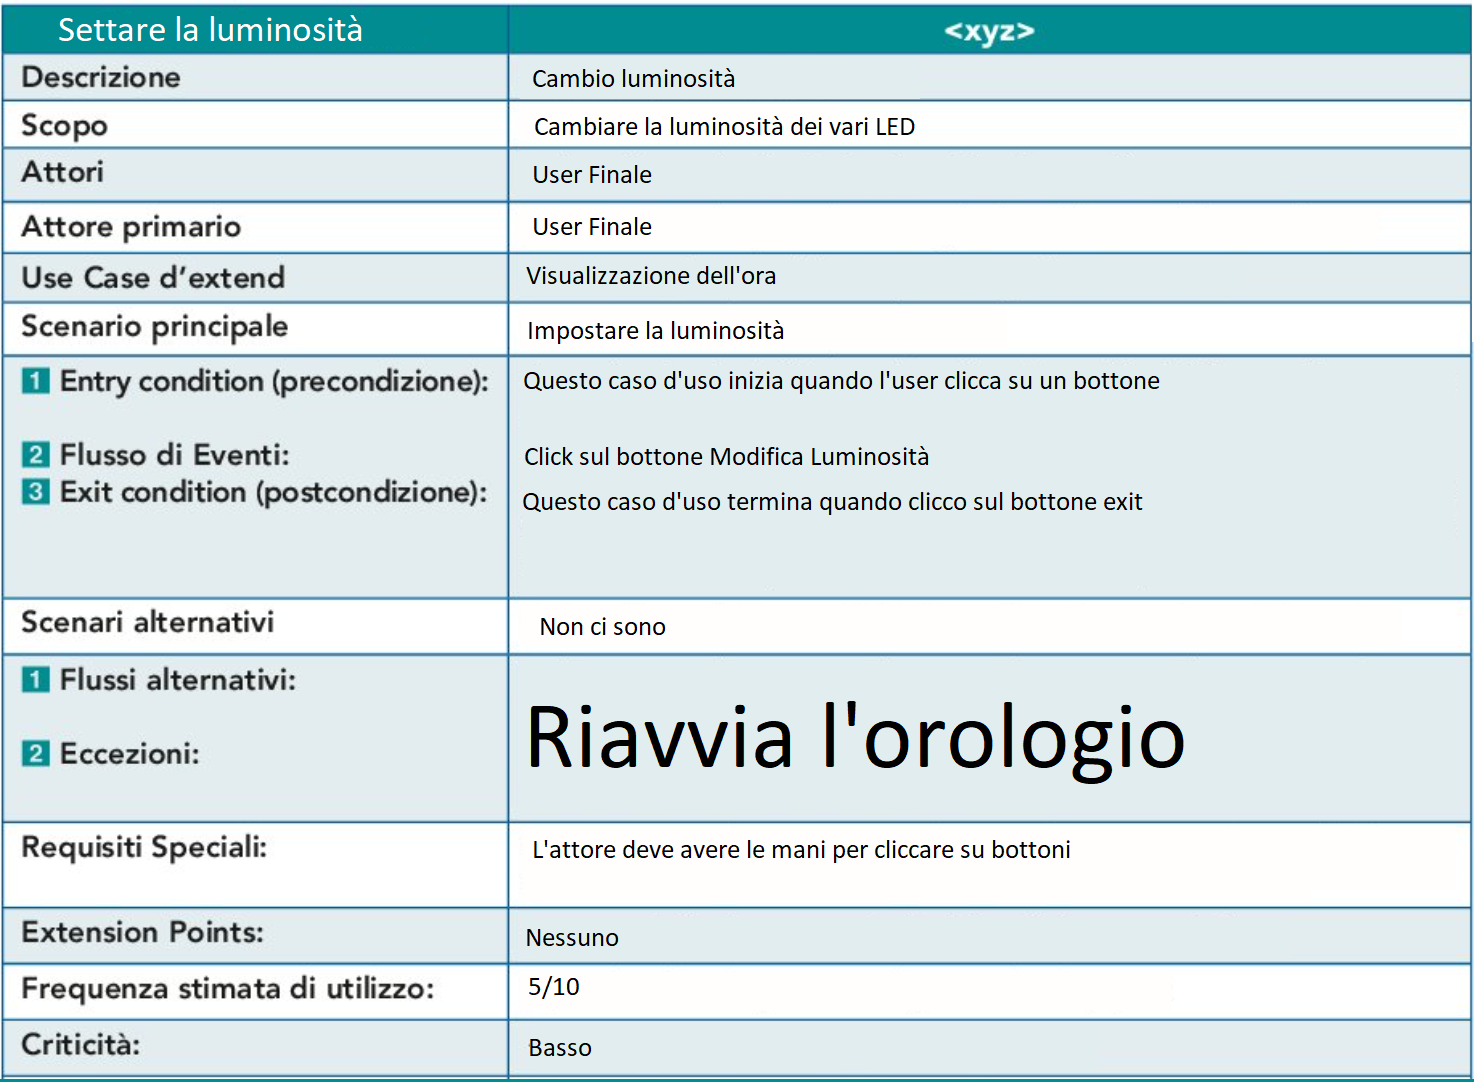 Settare la luminosità <xyz>
Descrizione Cambio luminosità
Scopo Cambiare la luminosità dei vari LED
Attori User Finale
Attore primario User Finale
Use Case d’extend Visualizzazione dell'ora
Scenario principale Impostare la luminosità
1 Entry condition (precondizione): Questo caso d'uso inizia quando l'user clicca su un bottone
2 Flusso di Eventi: Click sul bottone Modifica Luminosità
3 Exit condition (postcondizione): Questo caso d'uso termina quando clicco sul bottone exit
Scenari alternativi Non ci sono
1 Flussi alternativi:
Riavvia l'orologio
2 Eccezioni:
Requisiti Speciali: L'attore deve avere le mani per cliccare su bottoni
Extension Points: Nessuno
Frequenza stimata di utilizzo: 5/10
Criticità: Basso